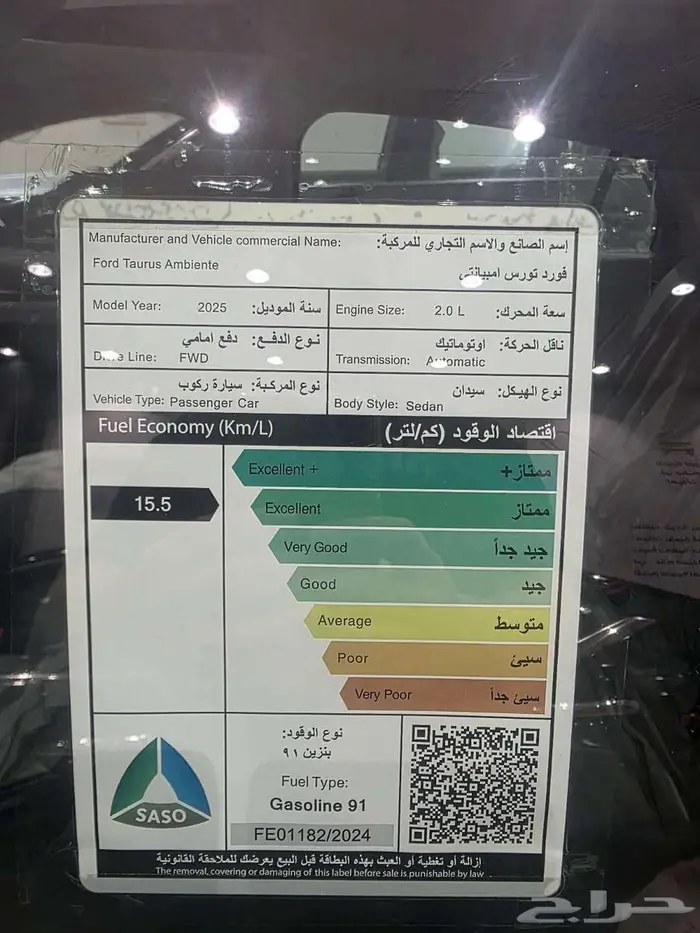 Manufacturer and Vehicle commercial Name: إسم الصانع والاسم التجاري للمركبة:
Ford Taurus Ambiente فورد تورس امبيانتي
Model Year: 2025 سنة الموديل:
Engine Size: 2.0 L سعة المحرك:
نوع الدفع: دفع امامي
Drive Line: FWD
ناقل الحركة: اوتوماتيك
Transmission: Automatic
نوع المركبة: سيارة ركوب
Vehicle Type: Passenger Car
نوع الهيكل: سيدان
Body Style: Sedan
Fuel Economy (Km/L) اقتصاد الوقود (كم/لتر)
Excellent + ممتاز+
15.5
Excellent ممتاز
Very Good جيد جداً
Good جيد
Average متوسط
Poor سيئ
Very Poor سيئ جداً
SASO
نوع الوقود:
بنزين ٩١
Fuel Type:
Gasoline 91
FE01182/2024
إزالة أو تغطية أو العبث بهذه البطاقة قبل البيع يعرضك للملاحقة القانونية
The removal, covering or damaging of this label before sale is punishable by law
حراج